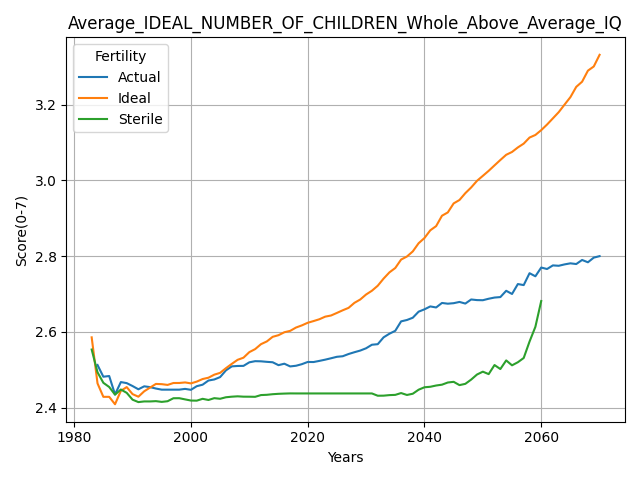 Average_IDEAL_NUMBER_OF_CHILDREN_Whole_Above_Average_IQ
Fertility
Actual
Ideal
Sterile
Score(0-7)
3.2
3.0
2.8
2.6
2.4
1980 2000 2020 2040 2060
Years